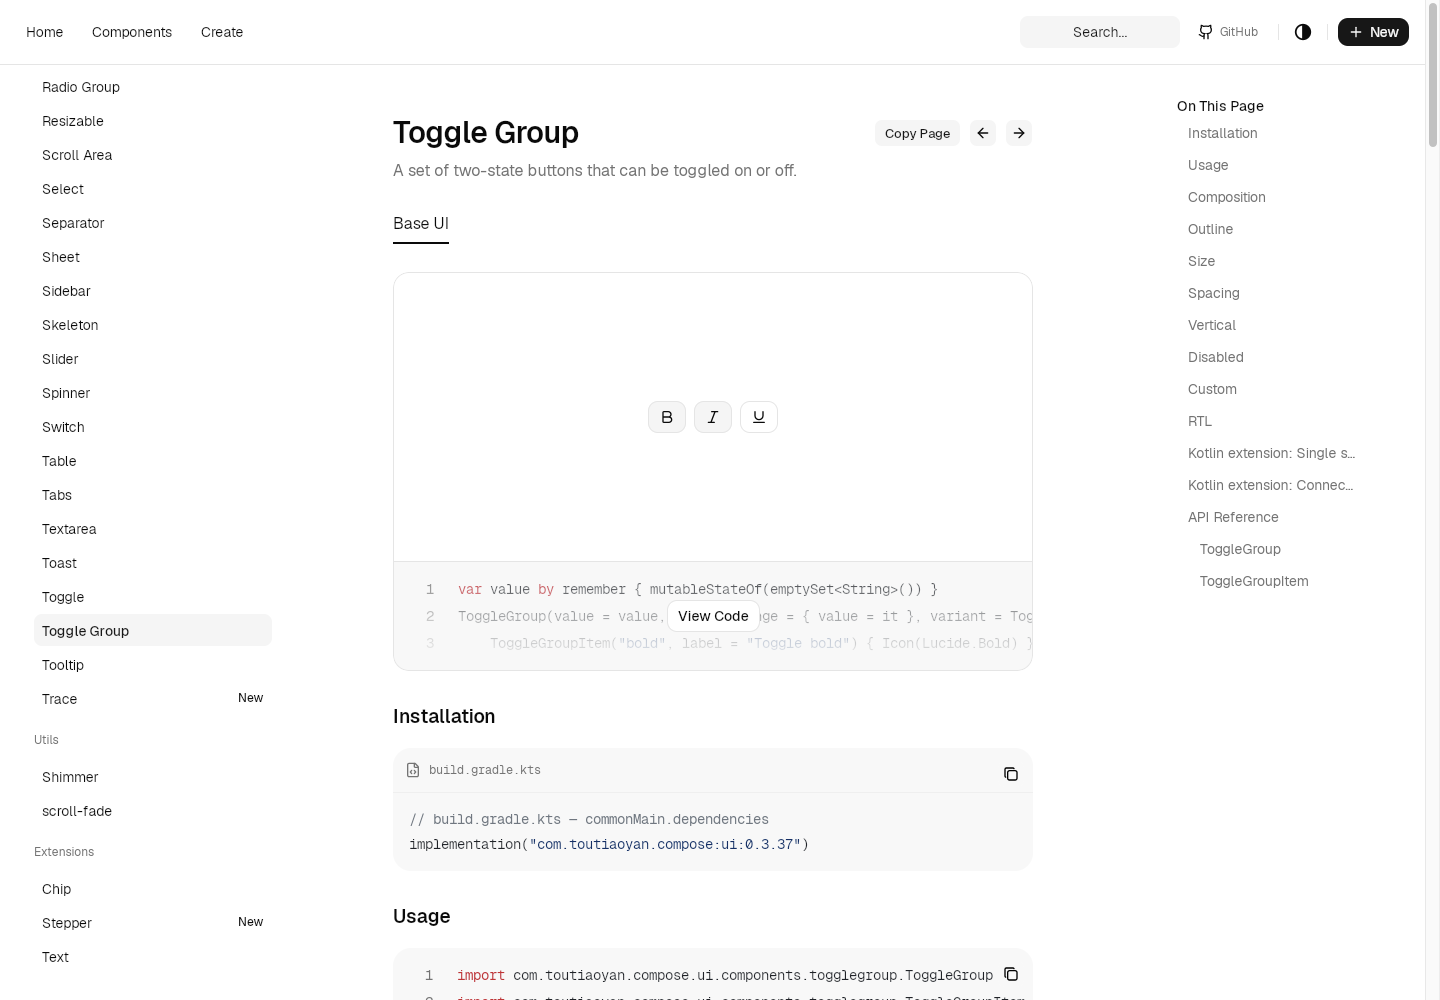 Home
Components
Create
Search...
GitHub
New
Radio Group
Resizable
Scroll Area
Select
Separator
Sheet
Sidebar
Skeleton
Slider
Spinner
Switch
Table
Tabs
Textarea
Toast
Toggle
Toggle Group
Tooltip
Trace New
Utils
Shimmer
scroll-fade
Extensions
Chip
Stepper New
Text
Toggle Group
Copy Page
A set of two-state buttons that can be toggled on or off.
Base UI
B I U
1 var value by remember { mutableStateOf(emptySet<String>()) }
2 ToggleGroup(value = value, = { value = it }, variant = Tog
View Code
3 ToggleGroupItem("bold", label = "Toggle bold") { Icon(Lucide.Bold) }
Installation
build.gradle.kts
// build.gradle.kts — commonMain.dependencies
implementation("com.toutiaoyan.compose:ui:0.3.37")
Usage
1 import com.toutiaoyan.compose.ui.components.togglegroup.ToggleGroup
On This Page
Installation
Usage
Composition
Outline
Size
Spacing
Vertical
Disabled
Custom
RTL
Kotlin extension: Single s...
Kotlin extension: Connec...
API Reference
ToggleGroup
ToggleGroupItem